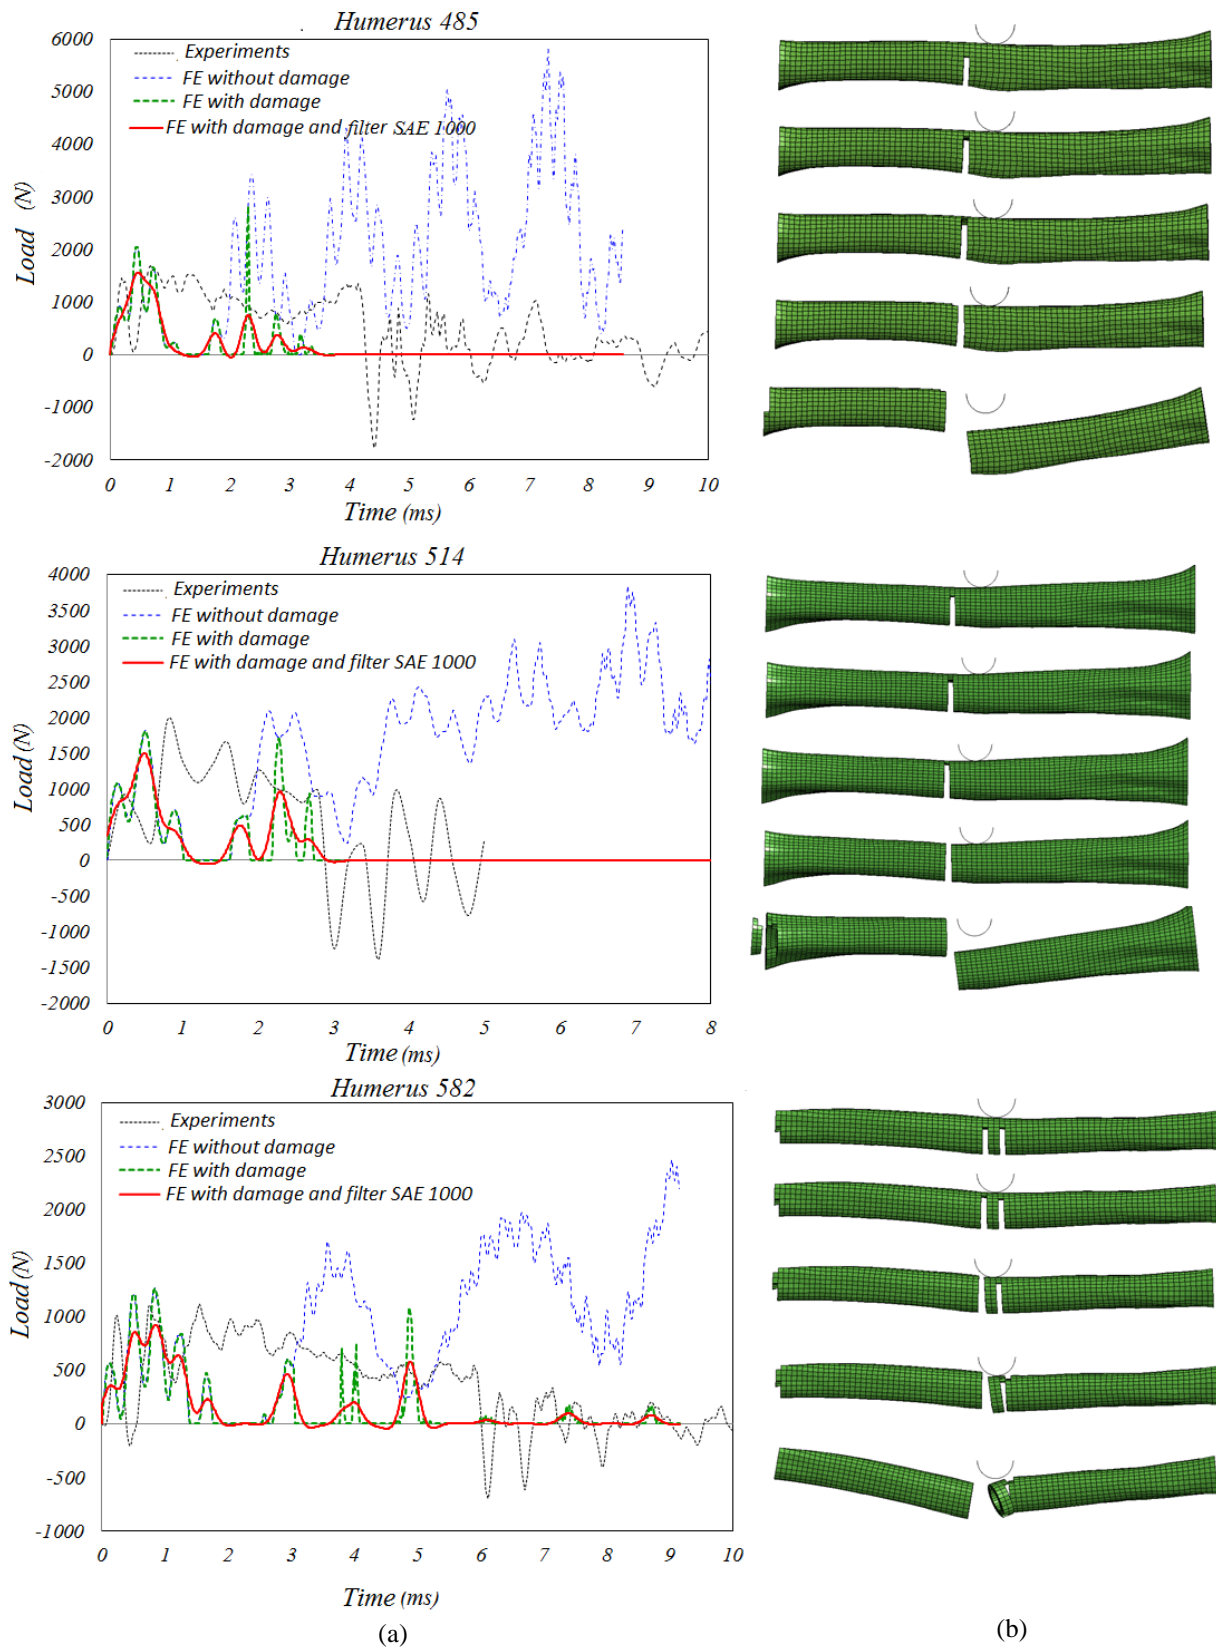 Humerus 485
6000
5000
4000
3000
2000
1000
0
-1000
-2000
Load (N)
Experiments
FE without damage
FE with damage
FE with damage and filter SAE 1000
0 1 2 3 4 5 6 7 8 9 10
Time (ms)
Humerus 514
4000
3500
3000
2500
2000
1500
1000
500
0
-500
-1000
-1500
-2000
Load (N)
Experiments
FE without damage
FE with damage
FE with damage and filter SAE 1000
0 1 2 3 4 5 6 7 8
Time (ms)
Humerus 582
3000
2500
2000
1500
1000
500
0
-500
-1000
Load (N)
Experiments
FE without damage
FE with damage
FE with damage and filter SAE 1000
0 1 2 3 4 5 6 7 8 9 10
Time (ms)
(a)
(b)